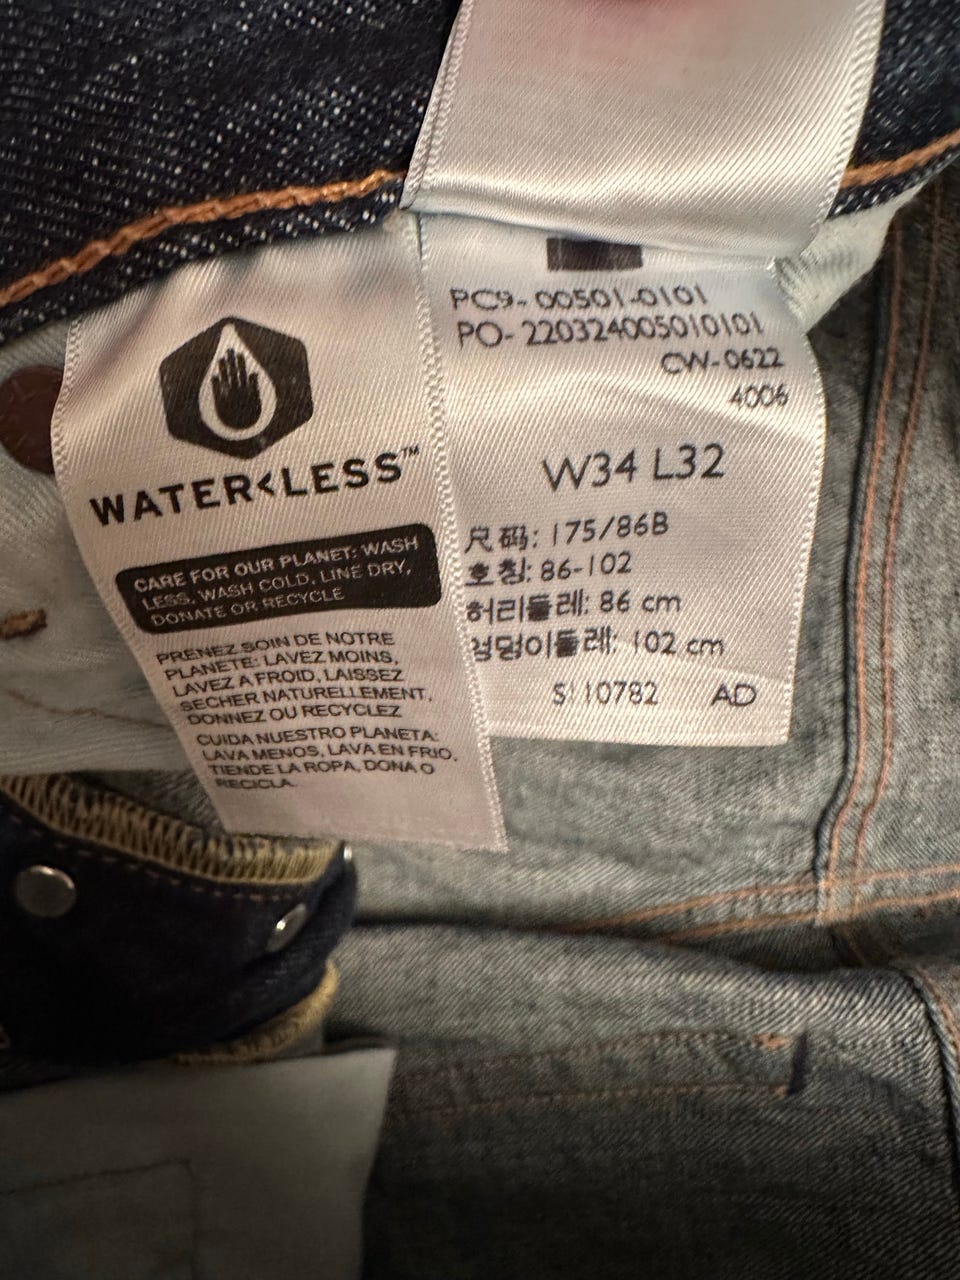 WATER<LESS™
CARE FOR OUR PLANET: WASH
LESS, WASH COLD, LINE DRY,
DONATE OR RECYCLE
PRENEZ SOIN DE NOTRE
PLANETE: LAVEZ MOINS,
LAVEZ A FROID, LAISSEZ
SECHER NATURELLEMENT,
DONNEZ OU RECYCLEZ
CUIDA NUESTRO PLANETA:
LAVA MENOS, LAVA EN FRIO,
TIENDE LA ROPA, DONA O
RECICLA.
PC9-00501-0101
PO-220324005010101
CW-0622
4006
W34 L32
尺码: 175/86B
호칭: 86-102
허리둘레: 86 cm
엉덩이둘레: 102 cm
S110782 AD